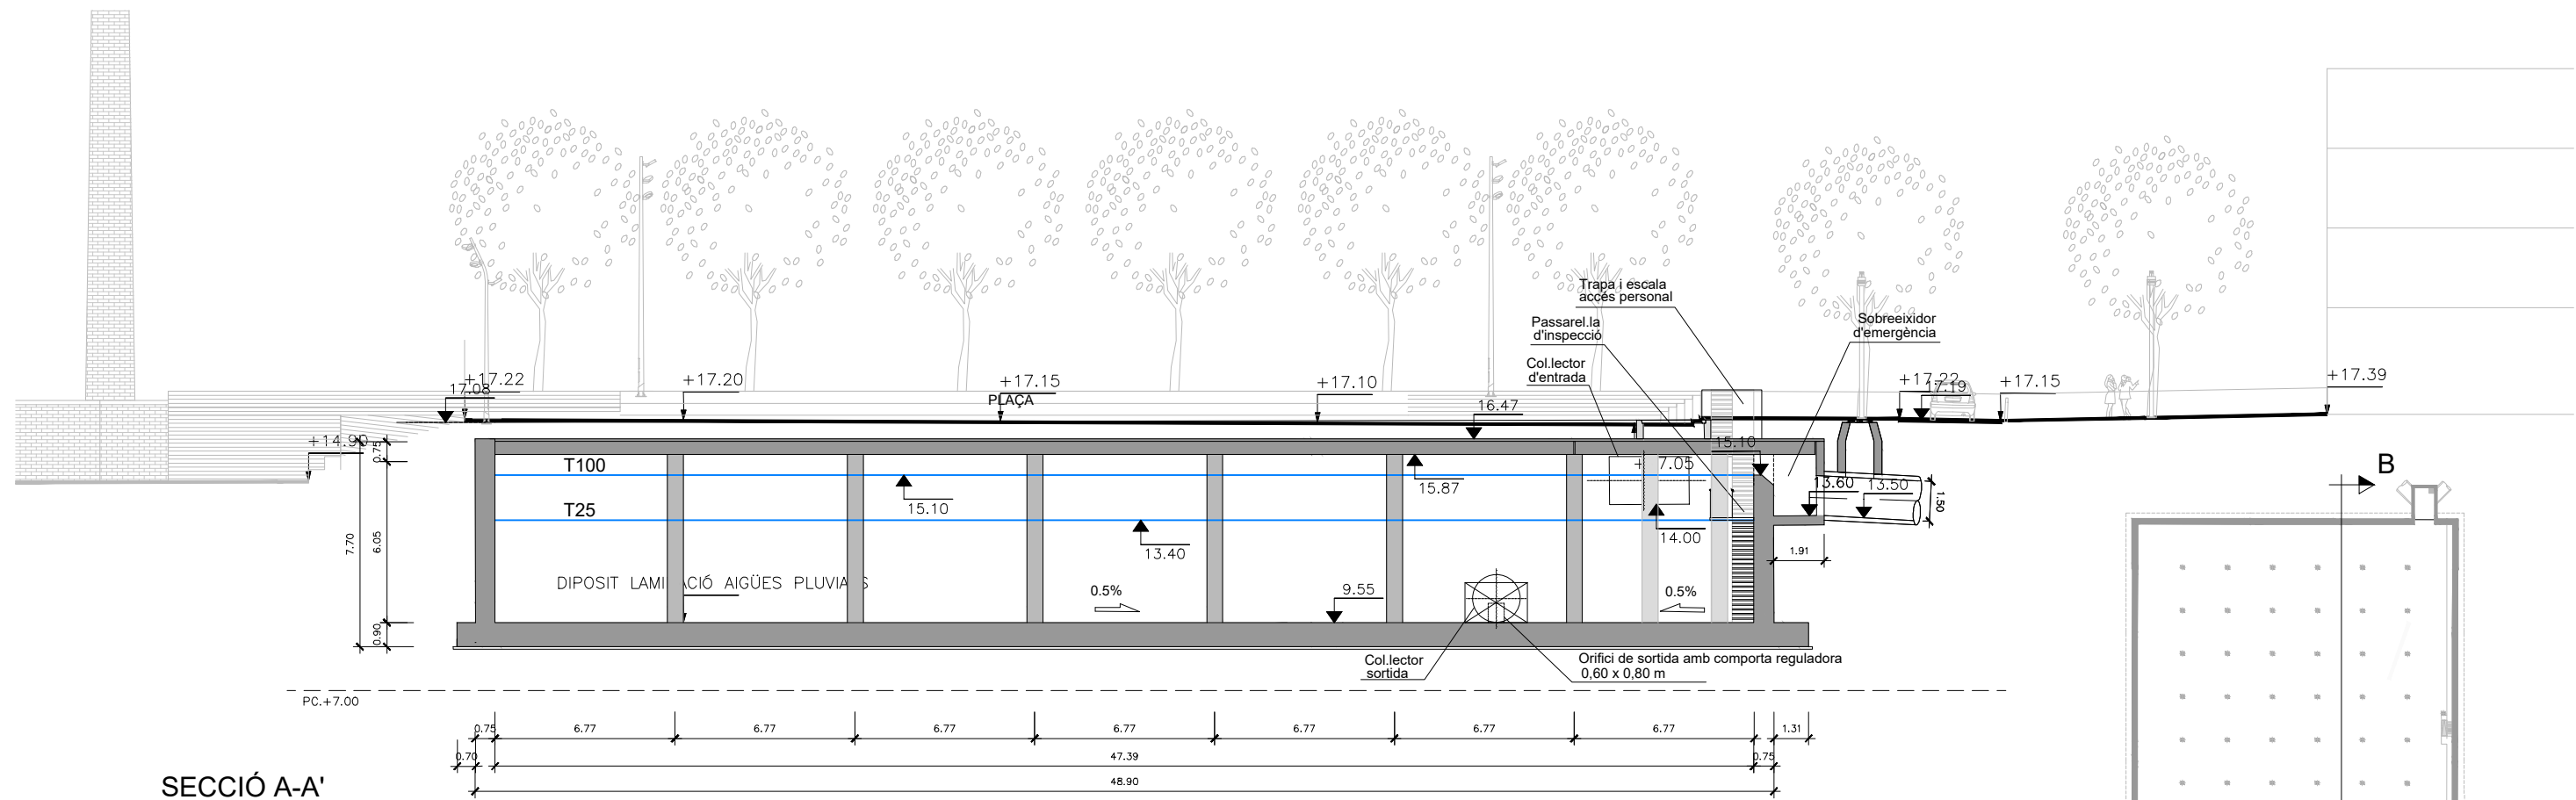 Trapa i escala
accés personal
Passarel.la
d'inspecció
Sobreeixidor
d'emergència
Col.lector
d'entrada
+17.22
17.08
+17.20
+17.15
PLAÇA
+17.10
16.47
+17.22
17.19
+17.15
+17.39
+14.90
0.75
15.10
B
T100
15.87
15.10
13.60
13.50
1.50
T25
13.40
14.00
7.70
6.05
1.91
DIPOSIT LAMINACIÓ AIGÜES PLUVIALS
0.5%
9.55
0.5%
0.90
Col.lector
sortida
Orifici de sortida amb comporta reguladora
0,60 x 0,80 m
PC.+7.00
0.75
6.77
6.77
6.77
6.77
6.77
6.77
6.77
1.31
0.70
47.39
0.75
48.90
SECCIÓ A-A'